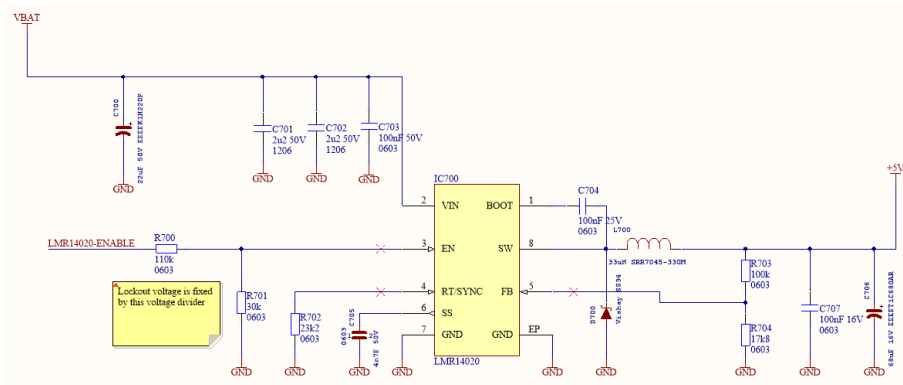 VBAT
C700
22uF 50V EEEFK1H220P
GND
C701
2u2 50V
1206
GND
C702
2u2 50V
1206
GND
C703
100nF 50V
0603
GND
IC700
2
VIN
BOOT
1
C704
100nF 25V
0603
L700
33uH SRR7045-330M
+5V
LMR14020-ENABLE
R700
110k
0603
3
EN
SW
8
Lockout voltage is fixed
by this voltage divider
R701
30k
0603
GND
R702
23k2
0603
GND
4
RT/SYNC
FB
5
6
SS
C705
4n7F 50V
0603
GND
7
GND
GND
EP
GND
GND
LMR14020
D700
Vishay SS34
GND
R703
100k
0603
R704
17k8
0603
GND
C707
100nF 16V
0603
GND
C706
68uF 16V EEEFT1C680AR
GND